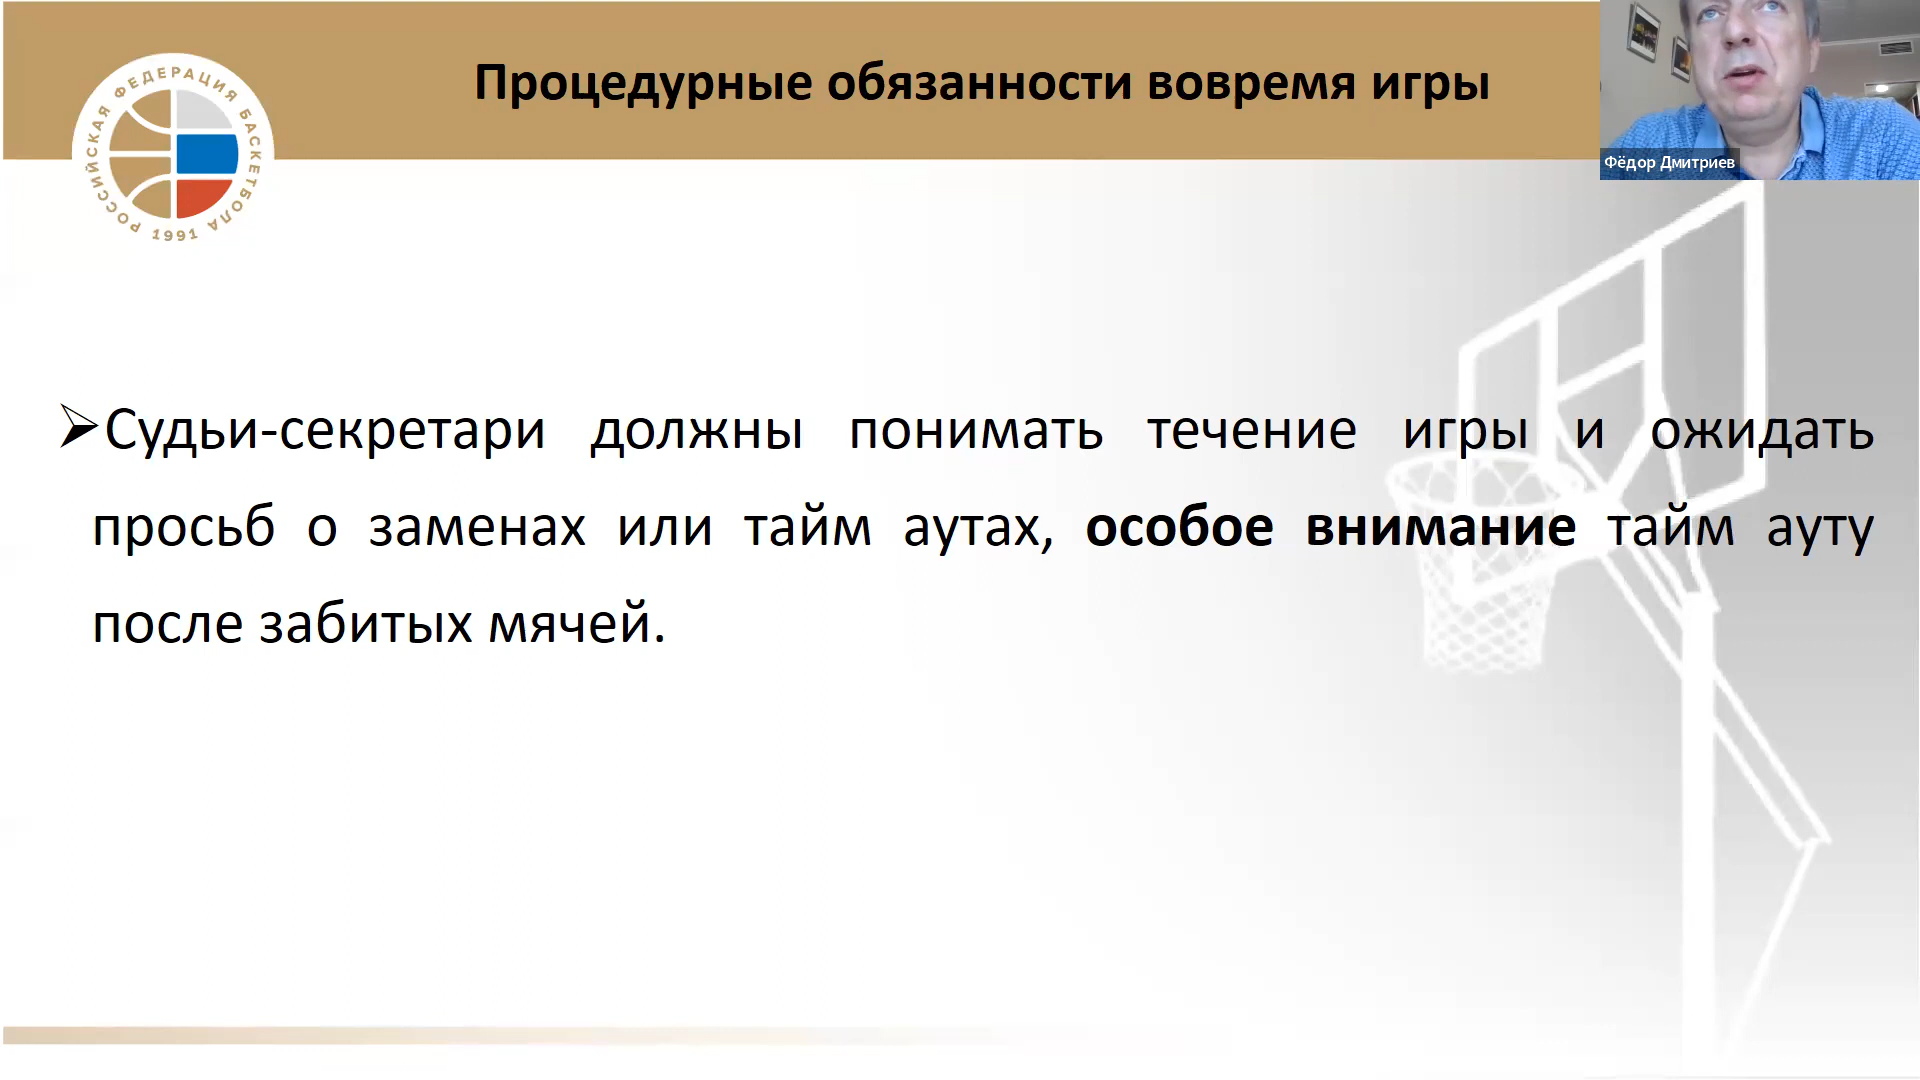 Процедурные обязанности вовремя игры
РОССИЙСКАЯ ФЕДЕРАЦИЯ БАСКЕТБОЛА
1991
Фёдор Дмитриев
Судьи-секретари должны понимать течение игры и ожидать
просьб о заменах или тайм аутах, особое внимание тайм ауту
после забитых мячей.